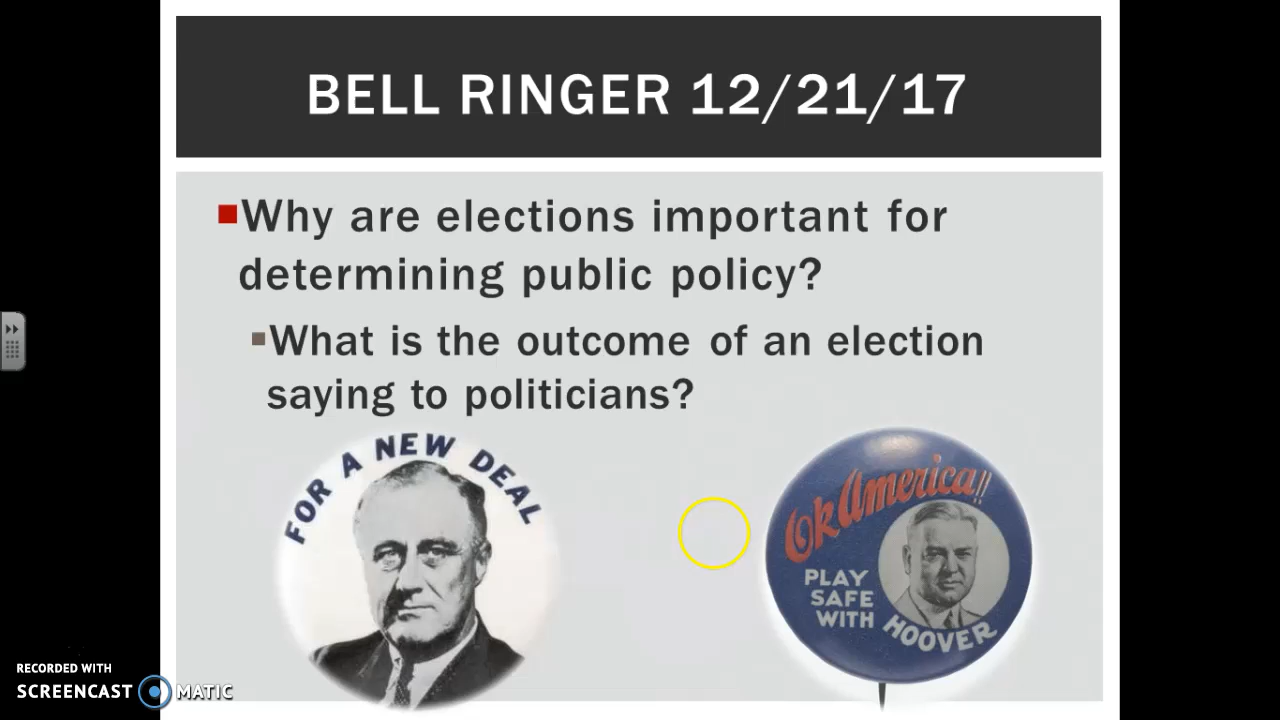 BELL RINGER 12/21/17
Why are elections important for
determining public policy?
What is the outcome of an election
saying to politicians?
FOR A NEW DEAL
Ok America!!
PLAY
SAFE
WITH HOOVER
RECORDED WITH
SCREENCAST MATIC